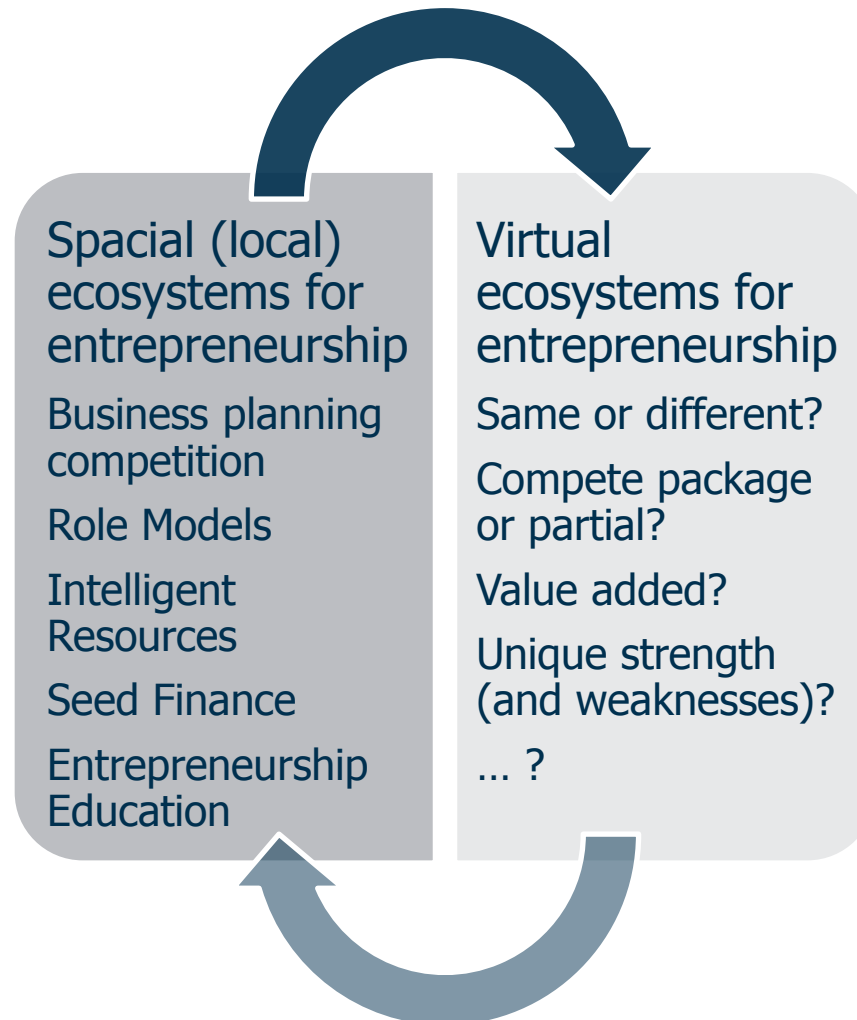 Spacial (local)
ecosystems for
entrepreneurship
Business planning
competition
Role Models
Intelligent
Resources
Seed Finance
Entrepreneurship
Education
Virtual
ecosystems for
entrepreneurship
Same or different?
Compete package
or partial?
Value added?
Unique strength
(and weaknesses)?
... ?